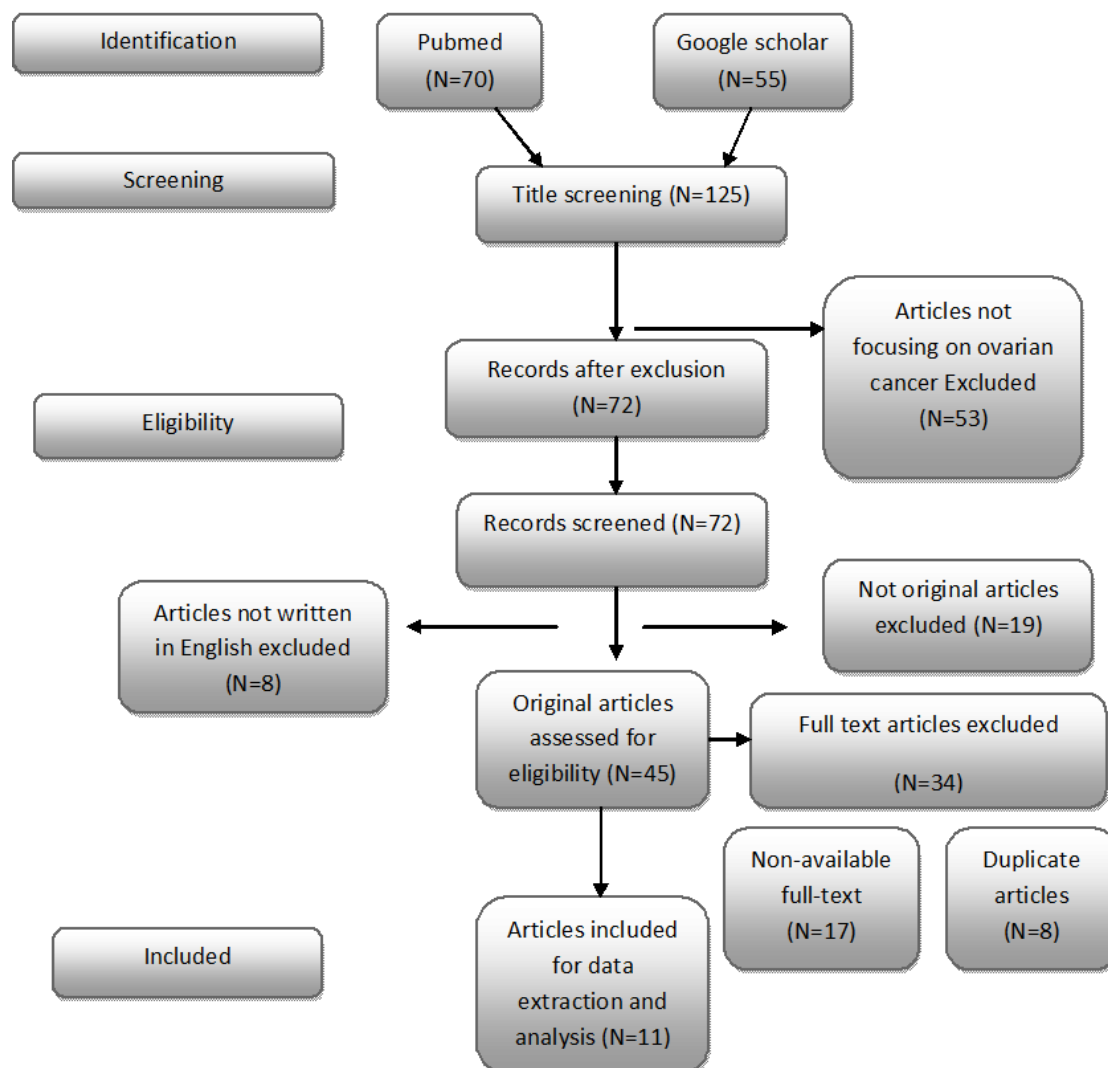 Identification
Pubmed
(N=70)
Google scholar
(N=55)
Screening
Title screening (N=125)
Articles not
focusing on ovarian
cancer Excluded
(N=53)
Records after exclusion
(N=72)
Eligibility
Records screened (N=72)
Articles not written
in English excluded
(N=8)
Not original articles
excluded (N=19)
Original articles
assessed for
eligibility (N=45)
Full text articles excluded
(N=34)
Non-available
full-text
(N=17)
Duplicate
articles
(N=8)
Included
Articles included
for data
extraction and
analysis (N=11)